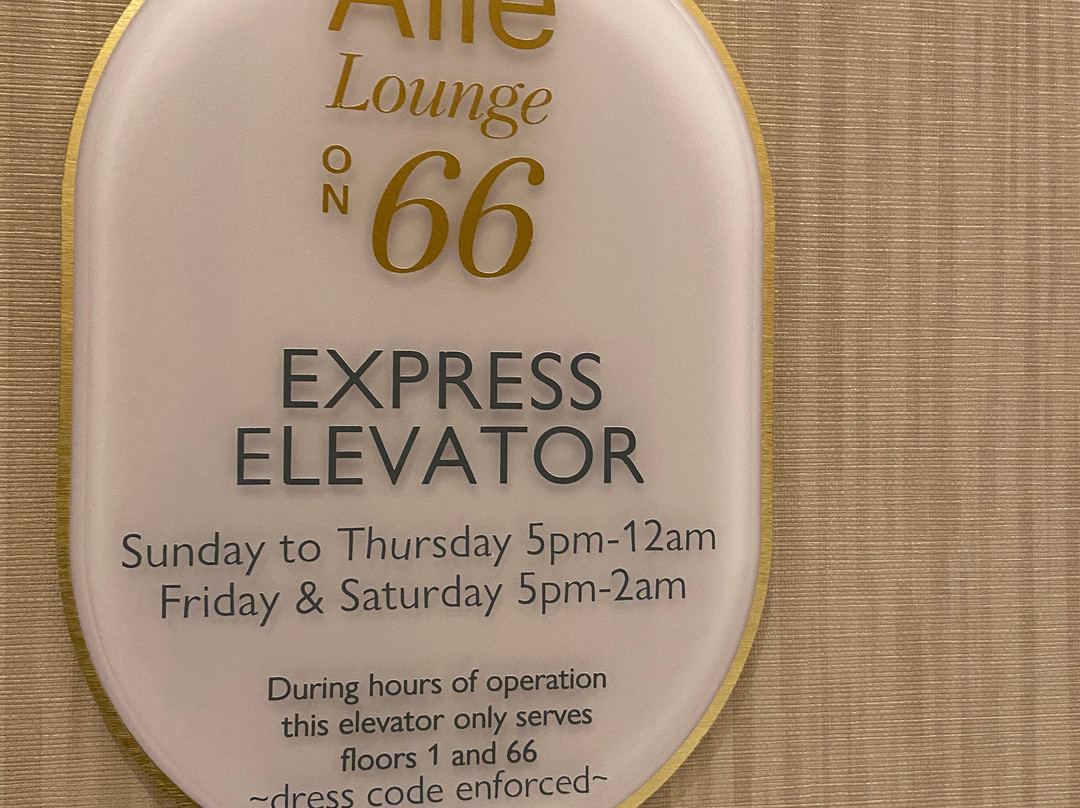 Allē
Lounge
ON 66
EXPRESS
ELEVATOR
Sunday to Thursday 5pm-12am
Friday & Saturday 5pm-2am
During hours of operation
this elevator only serves
floors 1 and 66
~dress code enforced~